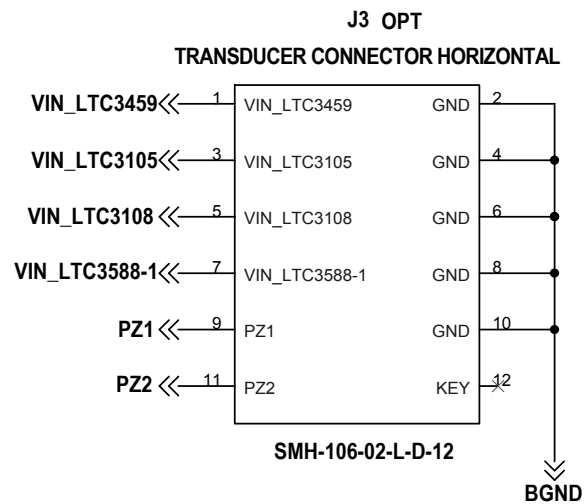 J3 OPT
TRANSDUCER CONNECTOR HORIZONTAL
VIN_LTC3459 1 VIN_LTC3459 GND 2
VIN_LTC3105 3 VIN_LTC3105 GND 4
VIN_LTC3108 5 VIN_LTC3108 GND 6
VIN_LTC3588-1 7 VIN_LTC3588-1 GND 8
PZ1 9 PZ1 GND 10
PZ2 11 PZ2 KEY 12
SMH-106-02-L-D-12
BGND